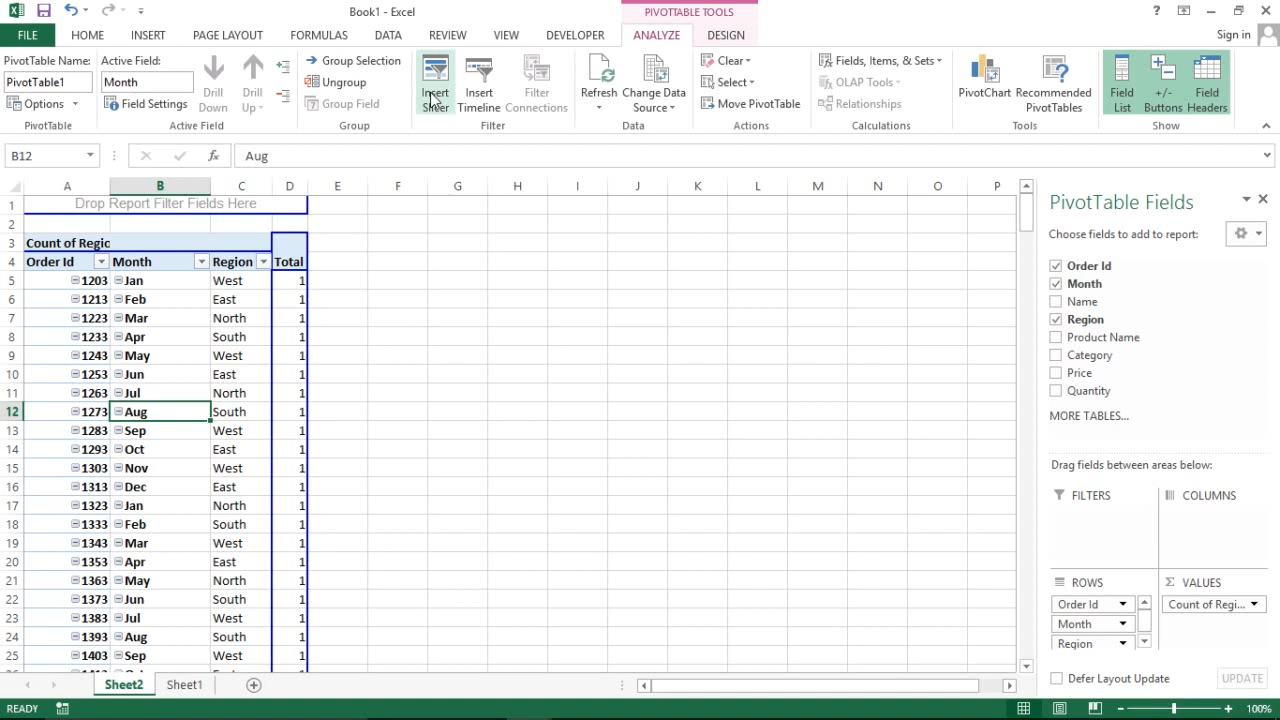 Book1 - Excel
PIVOTTABLE TOOLS
?
FILE HOME INSERT PAGE LAYOUT FORMULAS DATA REVIEW VIEW DEVELOPER ANALYZE DESIGN
Sign in
PivotTable Name:
PivotTable1
Options
PivotTable
Active Field:
Month
Field Settings
Drill Down
Drill Up
Active Field
Group Selection
Ungroup
Group Field
Group
Insert Slicer
Insert Timeline
Filter Connections
Filter
Refresh
Change Data Source
Data
Clear
Select
Move PivotTable
Actions
Fields, Items, & Sets
OLAP Tools
Relationships
Calculations
PivotChart
Recommended PivotTables
Tools
Field List
+/- Buttons
Field Headers
Show
B12
fx
Aug
A B C D E F G H I J K L M N O P
1 Drop Report Filter Fields Here
2
3 Count of Regio
4 Order Id Month Region Total
5 1203 Jan West 1
6 1213 Feb East 1
7 1223 Mar North 1
8 1233 Apr South 1
9 1243 May West 1
10 1253 Jun East 1
11 1263 Jul North 1
12 1273 Aug South 1
13 1283 Sep West 1
14 1293 Oct East 1
15 1303 Nov West 1
16 1313 Dec East 1
17 1323 Jan North 1
18 1333 Feb South 1
19 1343 Mar West 1
20 1353 Apr East 1
21 1363 May North 1
22 1373 Jun South 1
23 1383 Jul West 1
24 1393 Aug South 1
25 1403 Sep West 1
PivotTable Fields
Choose fields to add to report:
Order Id
Month
Name
Region
Product Name
Category
Price
Quantity
MORE TABLES...
Drag fields between areas below:
FILTERS
COLUMNS
ROWS
Order Id
Month
Region
Σ VALUES
Count of Regi...
Defer Layout Update
UPDATE
Sheet2 Sheet1
READY
100%